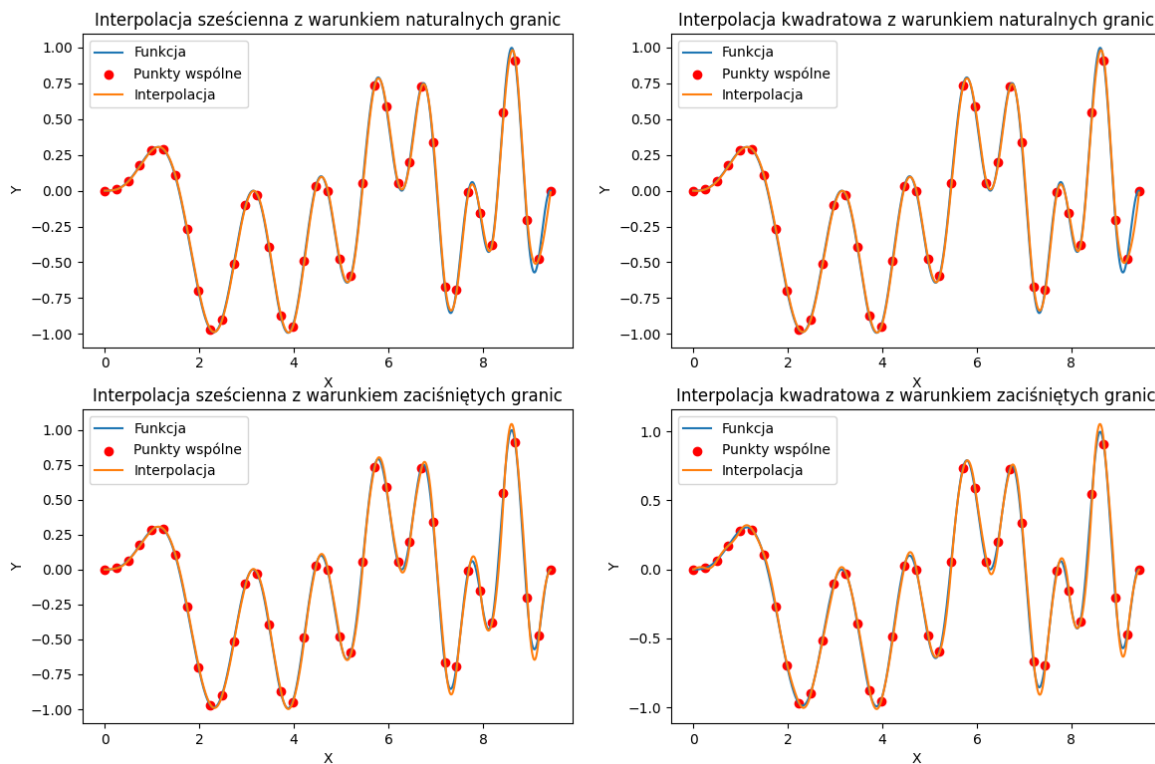 Interpolacja sześcienna z warunkiem naturalnych granic
Funkcja
Punkty wspólne
Interpolacja
1.00
0.75
0.50
0.25
0.00
−0.25
−0.50
−0.75
−1.00
Y
0 2 4 6 8
X
Interpolacja kwadratowa z warunkiem naturalnych granic
Funkcja
Punkty wspólne
Interpolacja
1.00
0.75
0.50
0.25
0.00
−0.25
−0.50
−0.75
−1.00
Y
0 2 4 6 8
X
Interpolacja sześcienna z warunkiem zaciśniętych granic
Funkcja
Punkty wspólne
Interpolacja
1.00
0.75
0.50
0.25
0.00
−0.25
−0.50
−0.75
−1.00
Y
0 2 4 6 8
X
Interpolacja kwadratowa z warunkiem zaciśniętych granic
Funkcja
Punkty wspólne
Interpolacja
1.0
0.5
0.0
−0.5
−1.0
Y
0 2 4 6 8
X